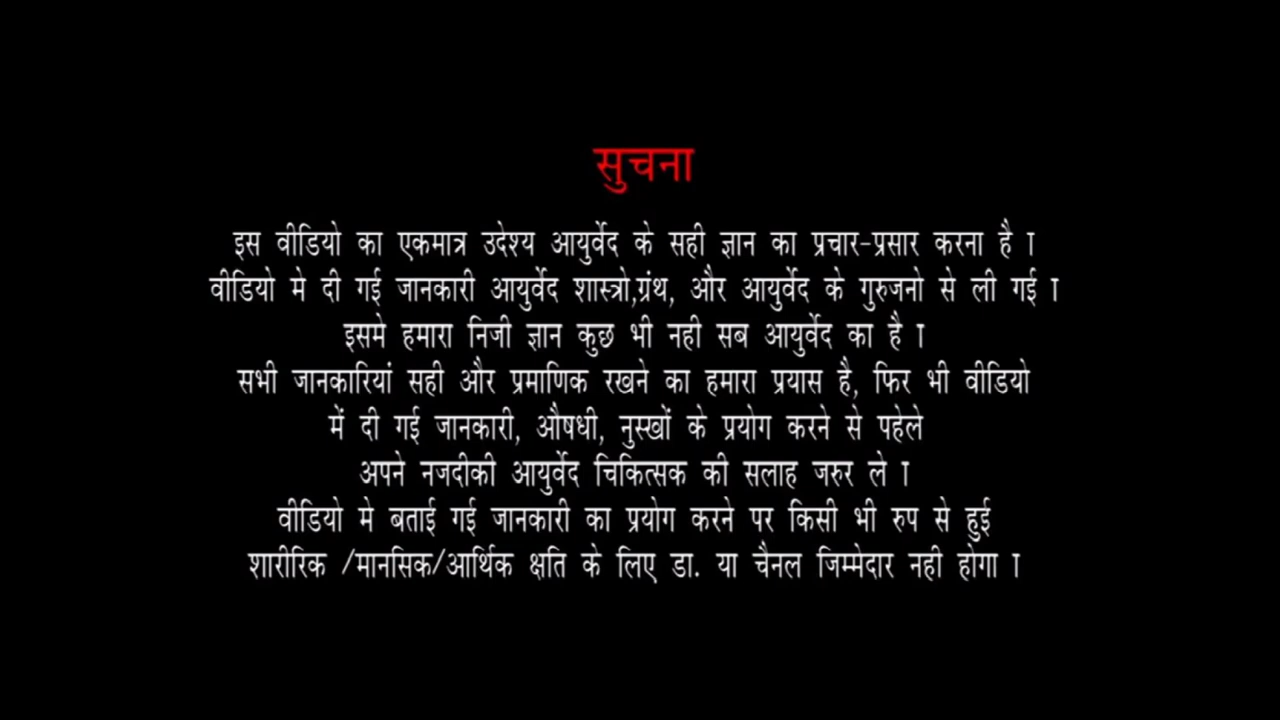 सुचना
इस वीडियो का एकमात्र उदेश्य आयुर्वेद के सही ज्ञान का प्रचार-प्रसार करना है ।
वीडियो मे दी गई जानकारी आयुर्वेद शास्त्रो,ग्रंथ, और आयुर्वेद के गुरुजनो से ली गई ।
इसमे हमारा निजी ज्ञान कुछ भी नही सब आयुर्वेद का है ।
सभी जानकारियां सही और प्रमाणिक रखने का हमारा प्रयास है, फिर भी वीडियो
में दी गई जानकारी, औषधी, नुस्खों के प्रयोग करने से पहेले
अपने नजदीकी आयुर्वेद चिकित्सक की सलाह जरुर ले ।
वीडियो मे बताई गई जानकारी का प्रयोग करने पर किसी भी रुप से हुई
शारीरिक /मानसिक/आर्थिक क्षति के लिए डा. या चैनल जिम्मेदार नही होगा ।